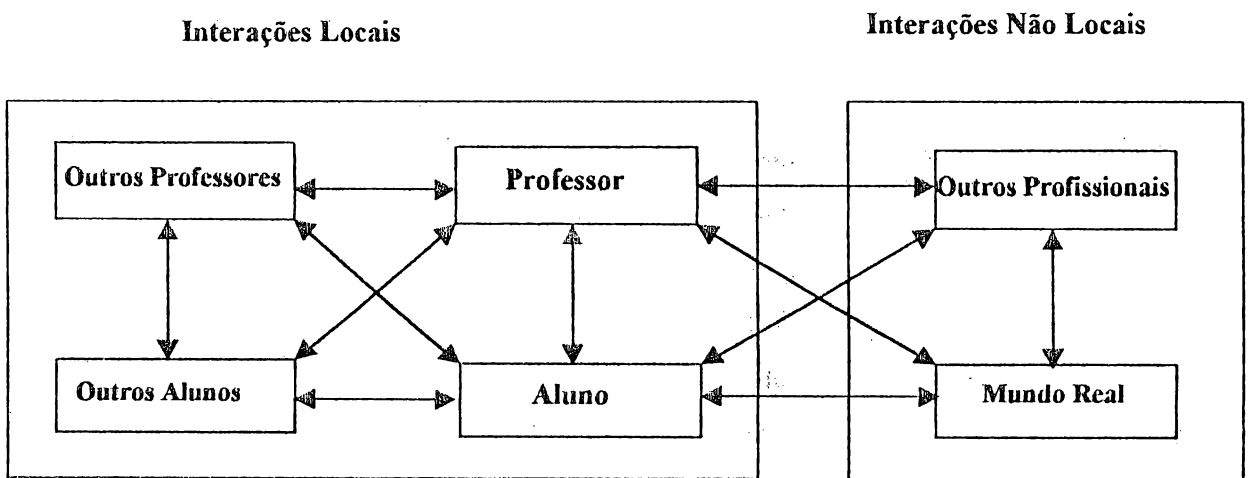 Interações Locais
Interações Não Locais
Outros Professores
Professor
Outros Profissionais
Outros Alunos
Aluno
Mundo Real